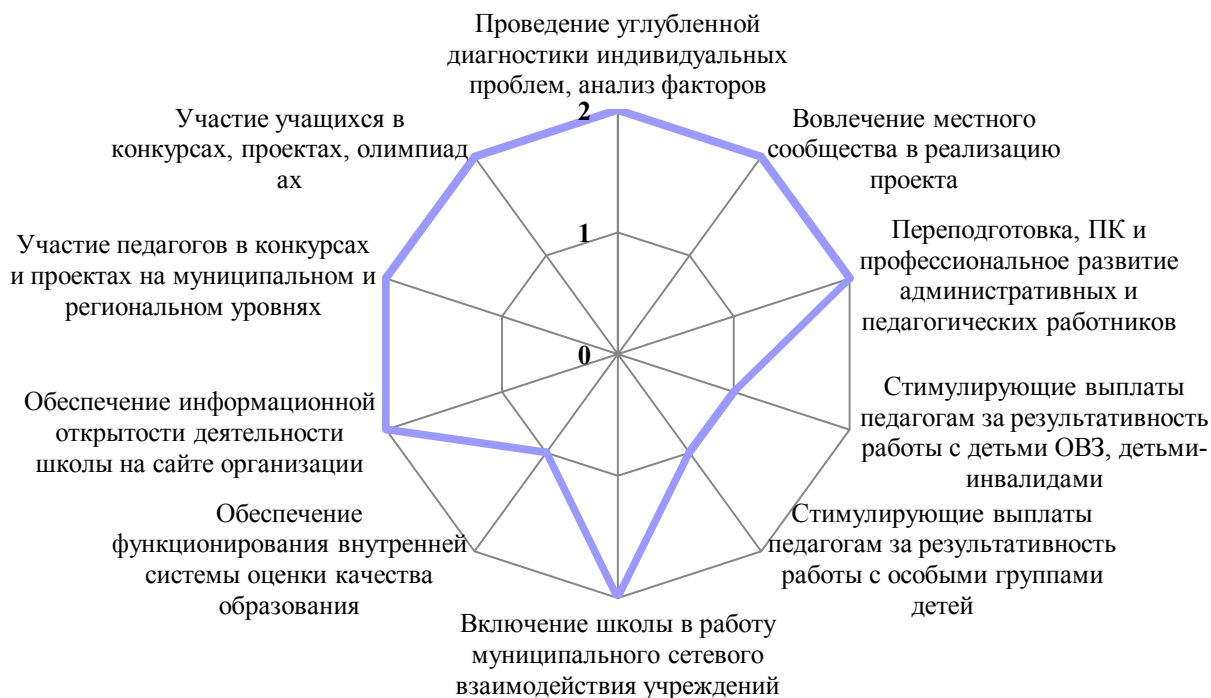 Проведение углубленной
диагностики индивидуальных
проблем, анализ факторов
Вовлечение местного
сообщества в реализацию
проекта
Переподготовка, ПК и
профессиональное развитие
административных и
педагогических работников
Стимулирующие выплаты
педагогам за результативность
работы с детьми ОВЗ, детьми-
инвалидами
Стимулирующие выплаты
педагогам за результативность
работы с особыми группами
детей
Включение школы в работу
муниципального сетевого
взаимодействия учреждений
Обеспечение
функционирования внутренней
системы оценки качества
образования
Обеспечение информационной
открытости деятельности
школы на сайте организации
Участие педагогов в конкурсах
и проектах на муниципальном и
региональном уровнях
Участие учащихся в
конкурсах, проектах, олимпиад
ах
2
1
0